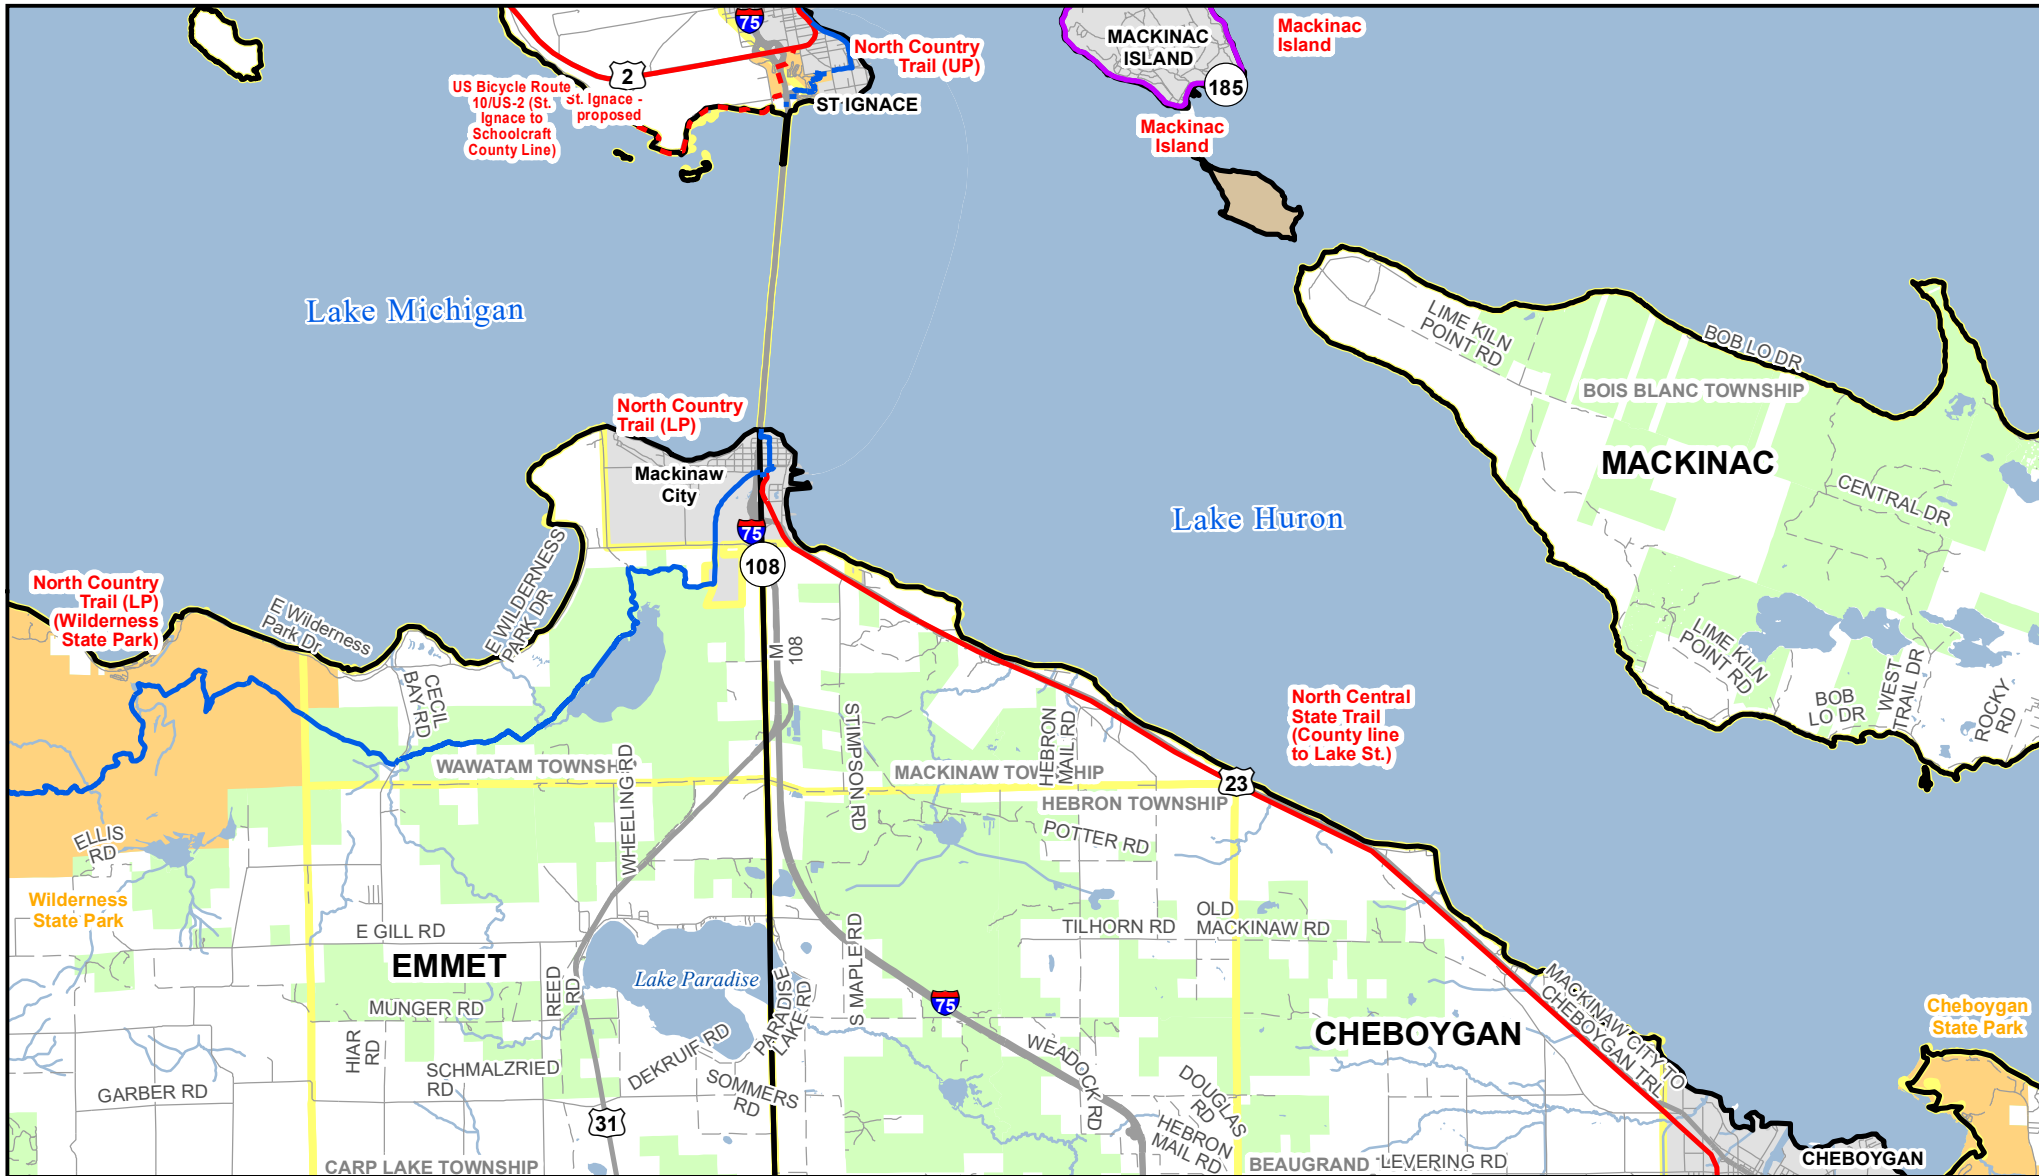 75
North Country
Trail (UP)
2
US Bicycle Route
10/US-2 (St.
Ignace to
Schoolcraft
County Line)
St. Ignace -
proposed
ST IGNACE
MACKINAC
ISLAND
Mackinac
Island
185
Mackinac
Island
Lake Michigan
LIME KILN
POINT RD
BOB LO DR
BOIS BLANC TOWNSHIP
MACKINAC
CENTRAL DR
North Country
Trail (LP)
Mackinaw
City
75
108
Lake Huron
North Country
Trail (LP)
(Wilderness
State Park)
E Wilderness
Park Dr
E WILDERNESS
PARK DR
CECIL
BAY RD
M
108
STIMPSON RD
HEBRON
MAIL RD
North Central
State Trail
(County line
to Lake St.)
LIME KILN
POINT RD
BOB
LO DR
WEST
TRAIL DR
ROCKY
RD
WAWATAM TOWNSHIP
WHEELING RD
MACKINAW TOWNSHIP
23
HEBRON TOWNSHIP
POTTER RD
ELLIS
RD
Wilderness
State Park
E GILL RD
EMMET
MUNGER RD
REED
RD
HIAR
RD
SCHMALZRIED
RD
GARBER RD
31
CARP LAKE TOWNSHIP
Lake Paradise
DEKRUIF RD
SOMMERS
RD
PARADISE
LAKE RD
S MAPLE RD
75
TILHORN RD
OLD
MACKINAW RD
WEADOCK RD
DOUGLAS
RD
HEBRON
MAIL RD
CHEBOYGAN
MACKINAW CITY TO
CHEBOYGAN TRL
BEAUGRAND
LEVERING RD
Cheboygan
State Park
CHEBOYGAN